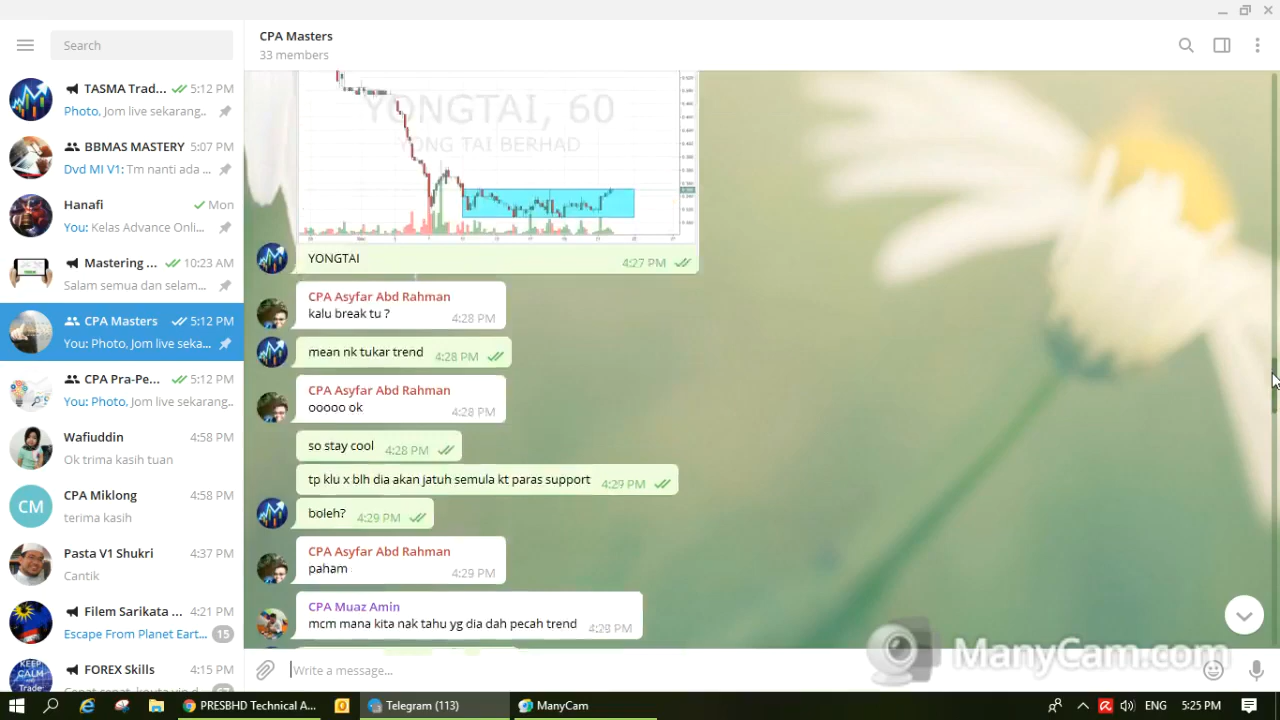 Search
TASMA Trad... 5:12 PM
Photo, Jom live sekarang..
BBMAS MASTERY 5:07 PM
Dvd MI V1: Tm nanti ada ...
Hanafi Mon
You: Kelas Advance Onli...
Mastering ... 10:23 AM
Salam semua dan selam...
CPA Masters 5:12 PM
You: Photo, Jom live seka...
CPA Pra-Pe... 5:12 PM
You: Photo, Jom live sekarang..
Wafiuddin 4:58 PM
Ok trima kasih tuan
CPA Miklong 4:58 PM
CM
terima kasih
Pasta V1 Shukri 4:37 PM
Cantik
Filem Sarikata ... 4:21 PM
Escape From Planet Eart... 15
FOREX Skills 4:15 PM
KEEP CALM and Trade
CPA Masters
33 members
YONGTAI, 60
YONG TAI BERHAD
YONGTAI 4:27 PM
CPA Asyfar Abd Rahman
kalu break tu ? 4:28 PM
mean nk tukar trend 4:28 PM
CPA Asyfar Abd Rahman
ooooo ok 4:28 PM
so stay cool 4:28 PM
tp klu x blh dia akan jatuh semula kt paras support 4:29 PM
boleh? 4:29 PM
CPA Asyfar Abd Rahman
paham 4:29 PM
CPA Muaz Amin
mcm mana kita nak tahu yg dia dah pecah trend 4:29 PM
Write a message...
ManyCam.com
PRESBHD Technical A...
Telegram (113)
ManyCam
ENG 5:25 PM